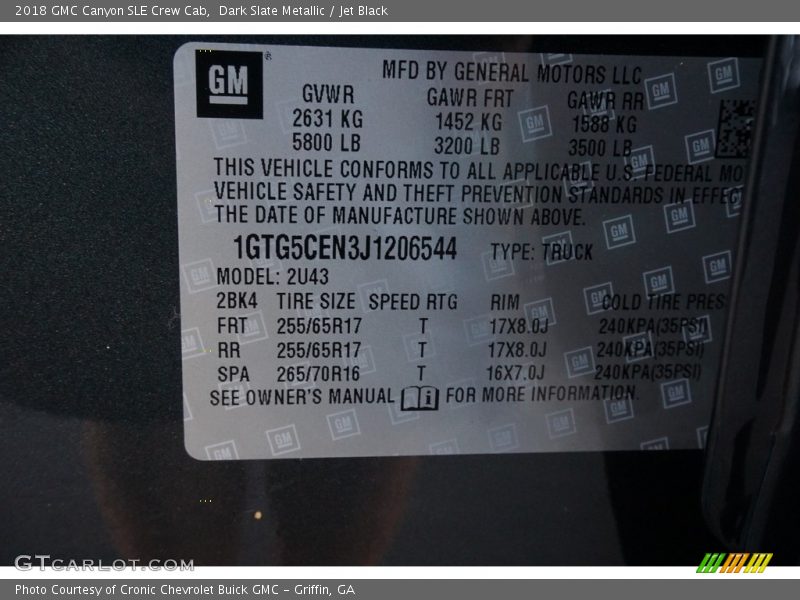 2018 GMC Canyon SLE Crew Cab, Dark Slate Metallic / Jet Black
GM ®
MFD BY GENERAL MOTORS LLC
GVWR GAWR FRT GAWR RR
2631 KG 1452 KG 1588 KG
5800 LB 3200 LB 3500 LB
THIS VEHICLE CONFORMS TO ALL APPLICABLE U.S. FEDERAL MO
VEHICLE SAFETY AND THEFT PREVENTION STANDARDS IN EFFEC
THE DATE OF MANUFACTURE SHOWN ABOVE.
1GTG5CEN3J1206544 TYPE: TRUCK
MODEL: 2U43
2BK4 TIRE SIZE SPEED RTG RIM COLD TIRE PRES
FRT 255/65R17 T 17X8.0J 240KPA(35PSI)
RR 255/65R17 T 17X8.0J 240KPA(35PSI)
SPA 265/70R16 T 16X7.0J 240KPA(35PSI)
SEE OWNER'S MANUAL i FOR MORE INFORMATION.
GTCARLOT.COM
Photo Courtesy of Cronic Chevrolet Buick GMC - Griffin, GA